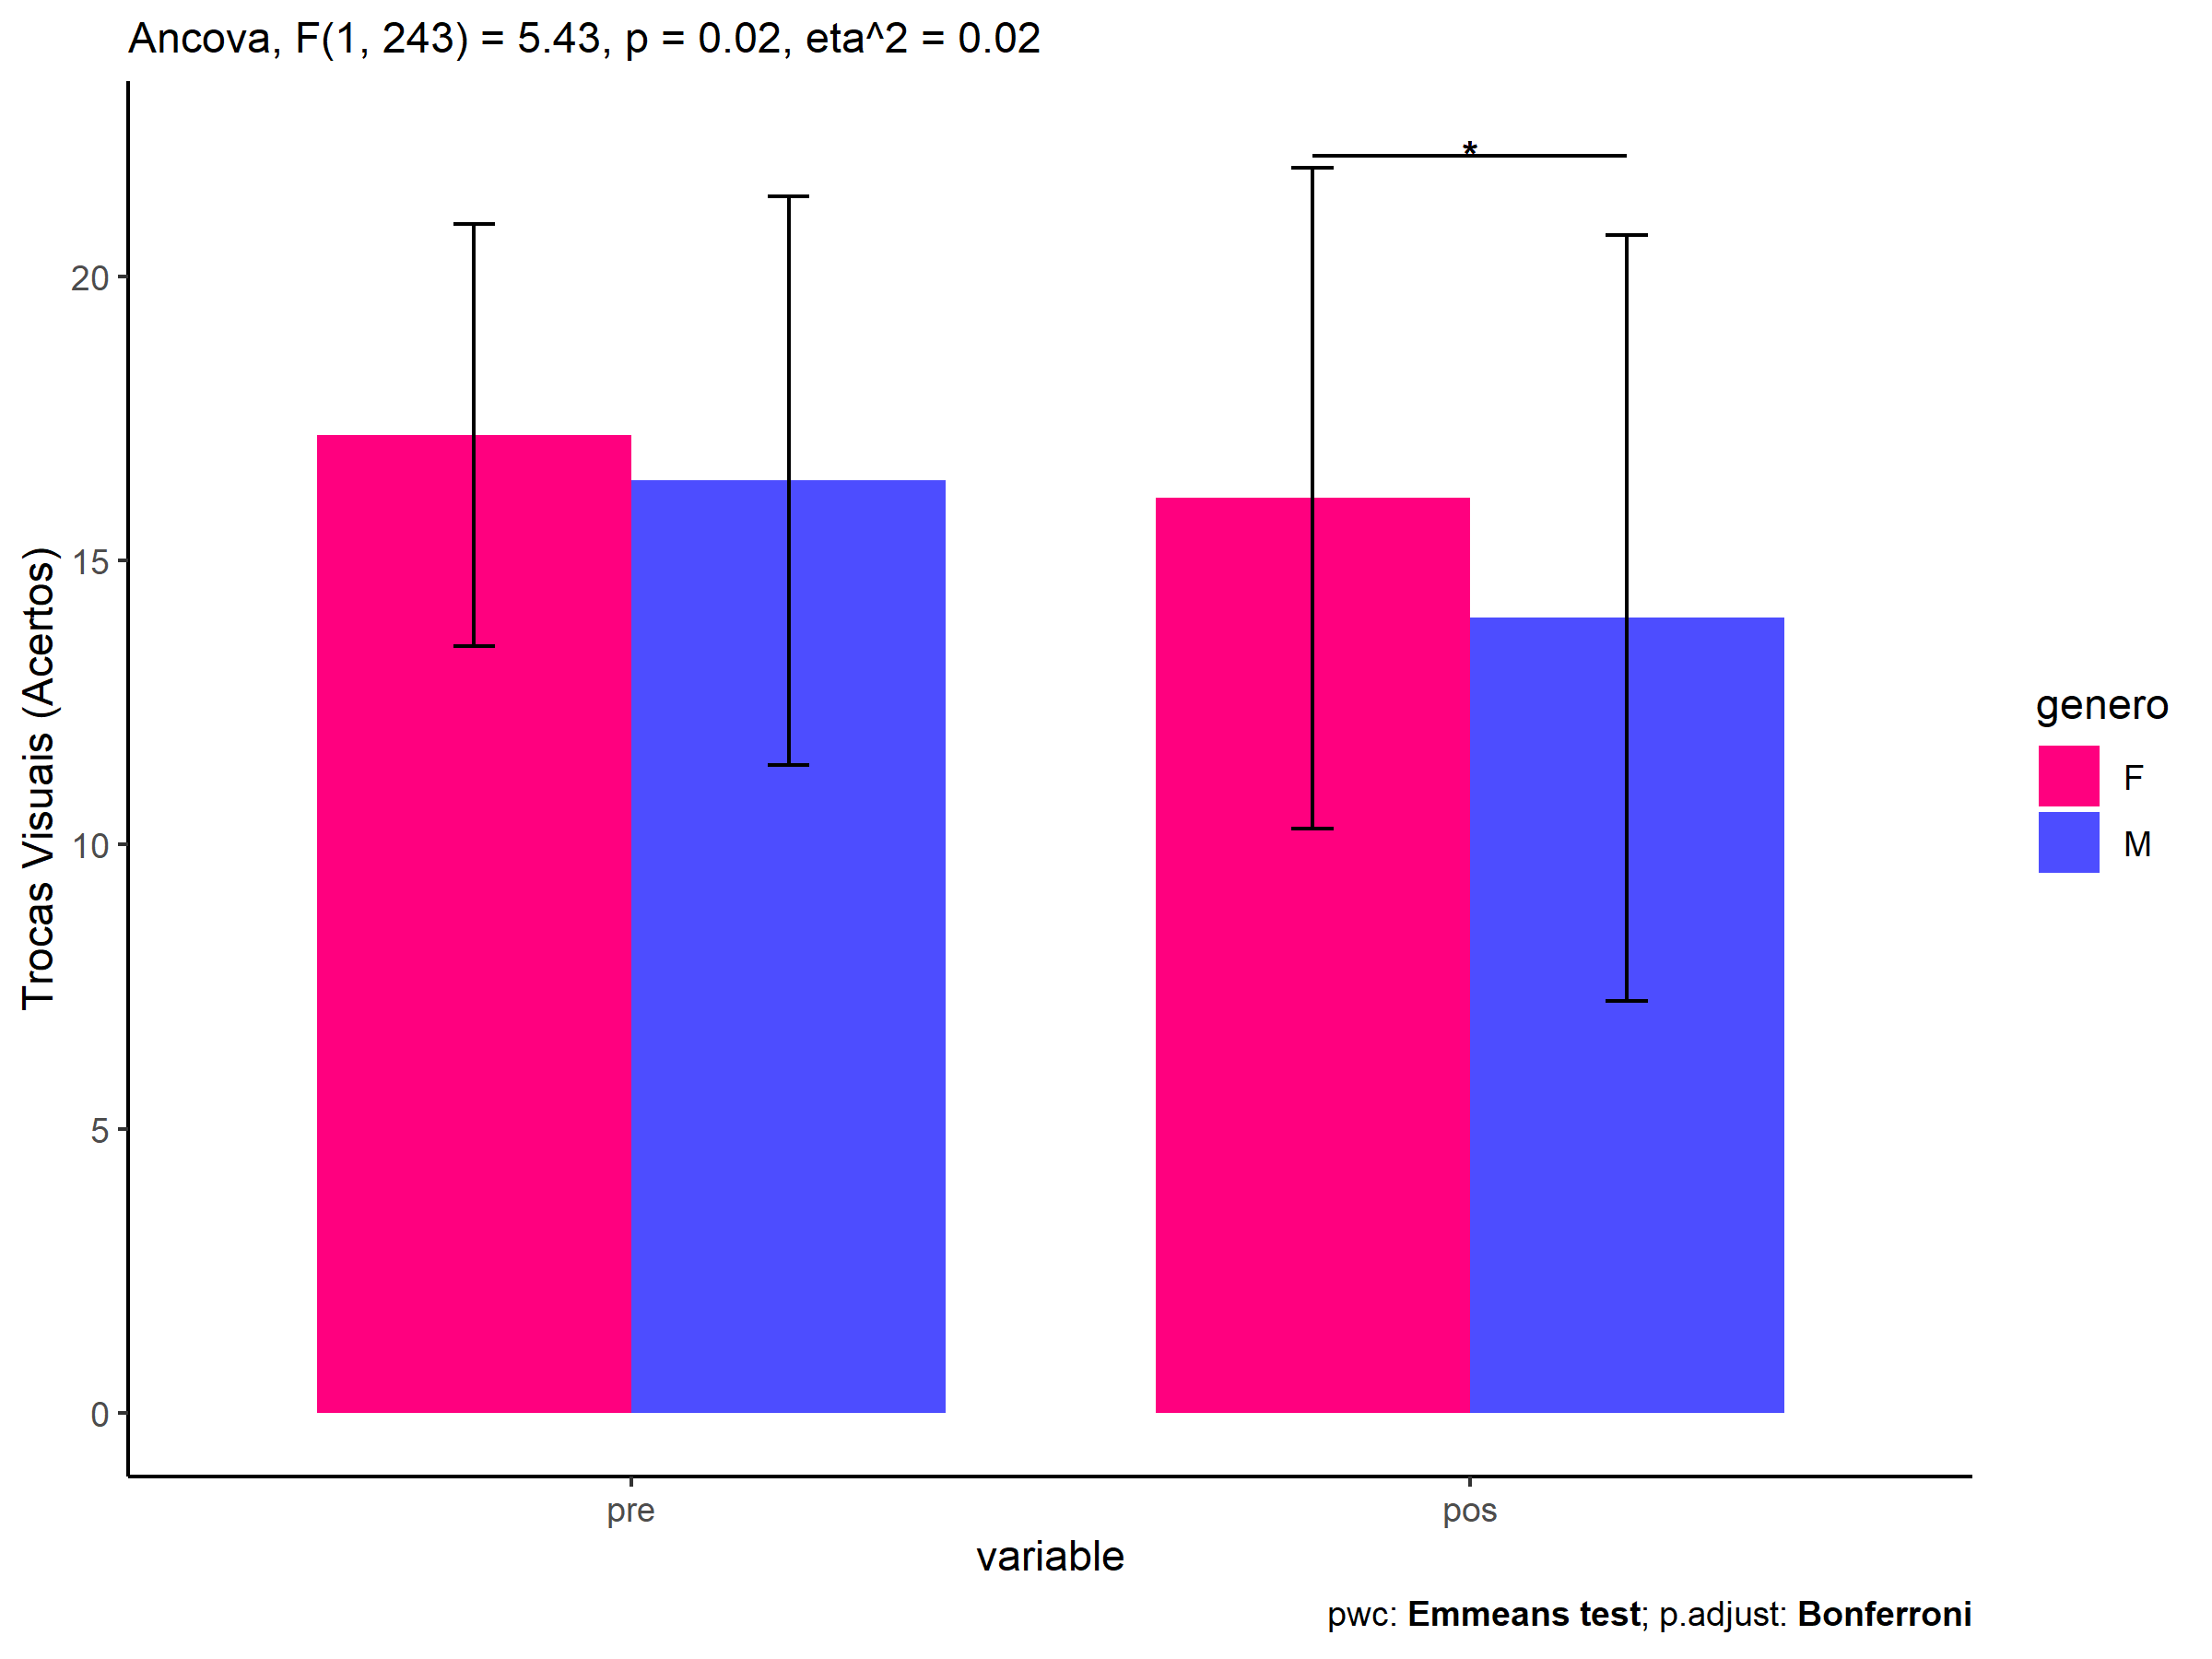 Ancova, F(1, 243) = 5.43, p = 0.02, eta^2 = 0.02
Trocas Visuais (Acertos)
20
15
10
5
0
*
pre
pos
variable
genero
F
M
pwc: Emmeans test; p.adjust: Bonferroni